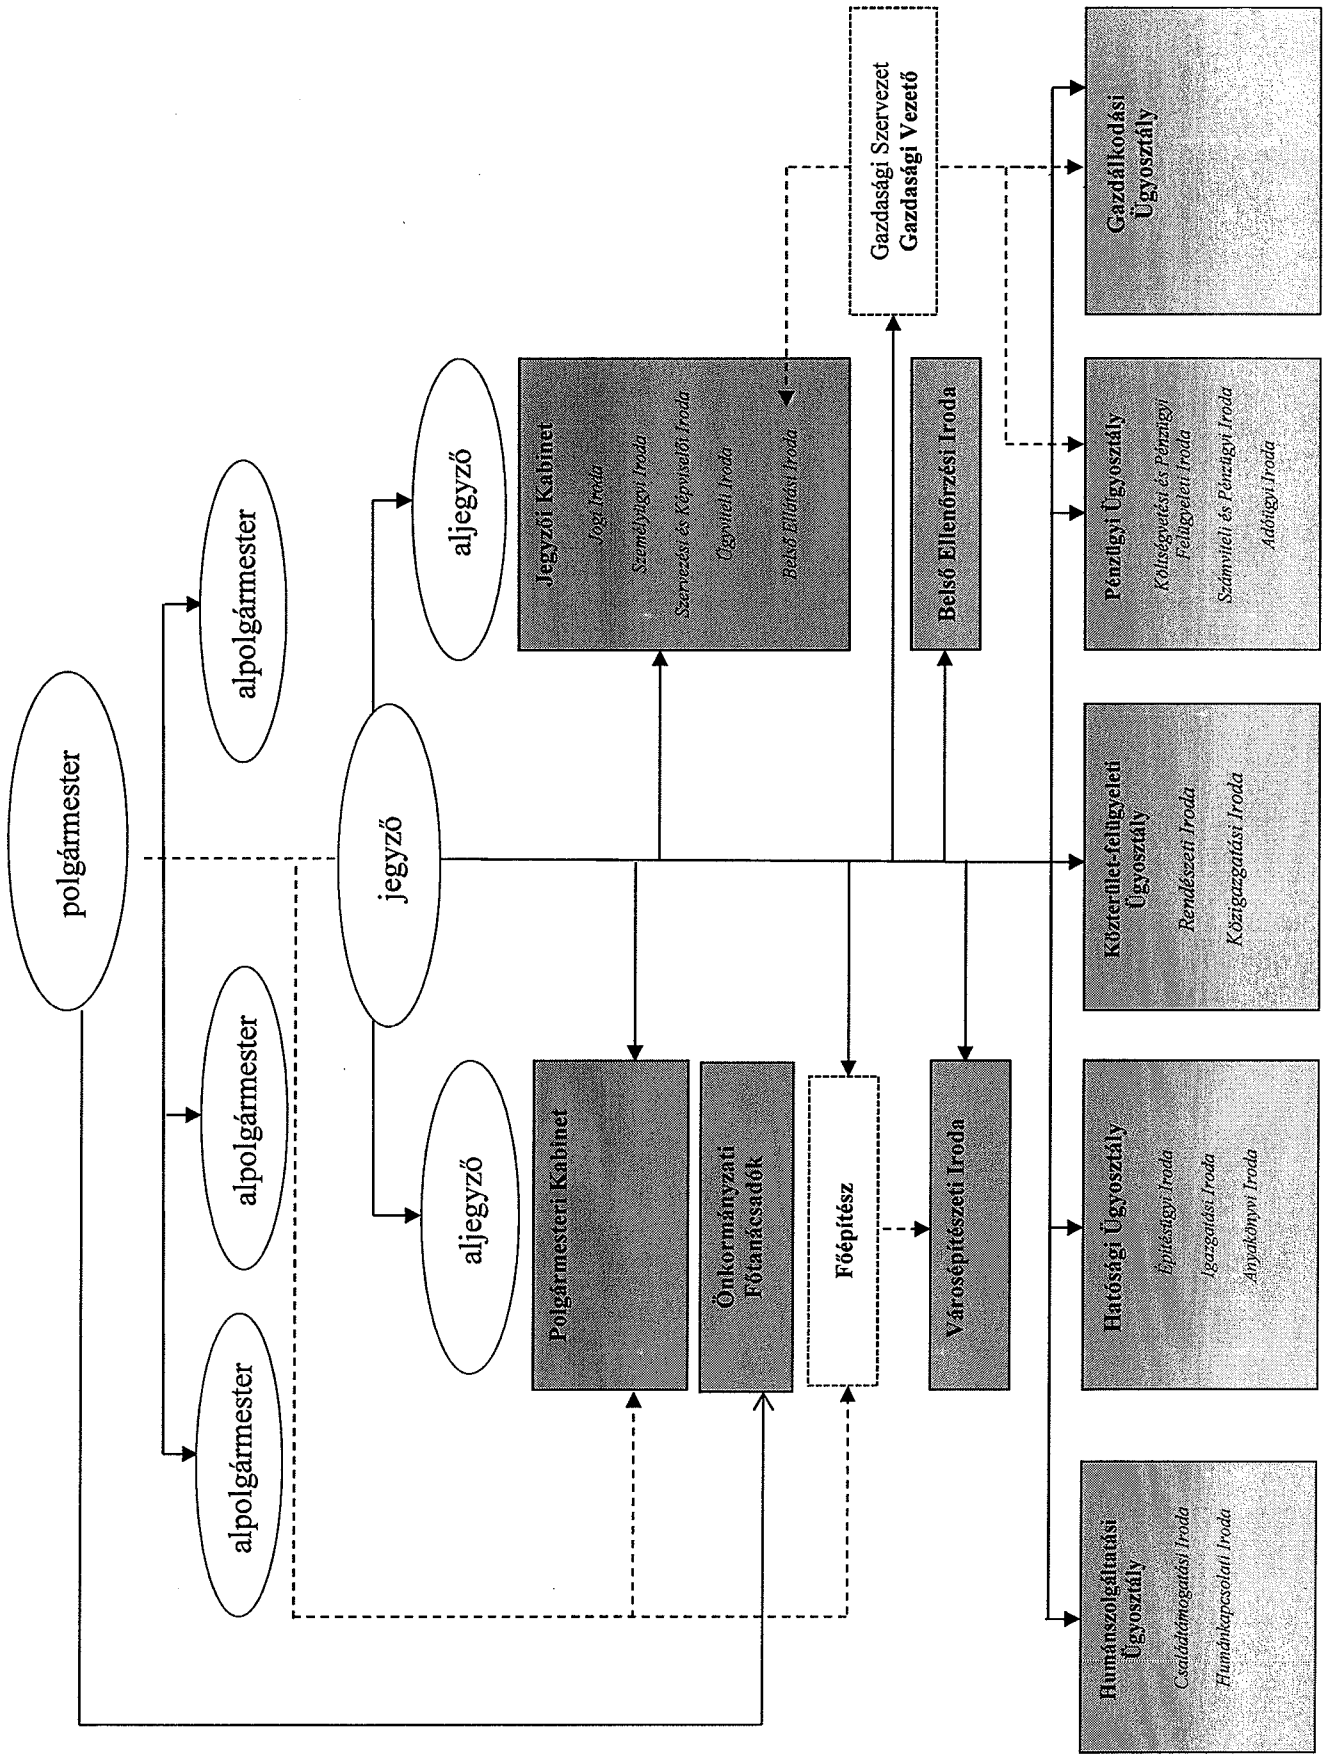 polgármester
alpolgármester
alpolgármester
alpolgármester
jegyző
aljegyző
aljegyző
Polgármesteri Kabinet
Önkormányzati
Főtanácsadók
Főépítész
Városépítészeti Iroda
Jegyzői Kabinet
Jogi Iroda
Személyügyi Iroda
Szervezési és Képviselői Iroda
Ügyviteli Iroda
Belső Ellátási Iroda
Gazdasági Szervezet
Gazdasági Vezető
Belső Ellenőrzési Iroda
Humánszolgáltatási
Ügyosztály
Családtámogatási Iroda
Humánkapcsolati Iroda
Hatósági Ügyosztály
Építésügyi Iroda
Igazgatási Iroda
Anyakönyvi Iroda
Közterület-felügyeleti
Ügyosztály
Rendészeti Iroda
Közigazgatási Iroda
Pénzügyi Ügyosztály
Költségvetési és Pénzügyi
Felügyeleti Iroda
Számviteli és Pénzügyi Iroda
Adóügyi Iroda
Gazdálkodási
Ügyosztály